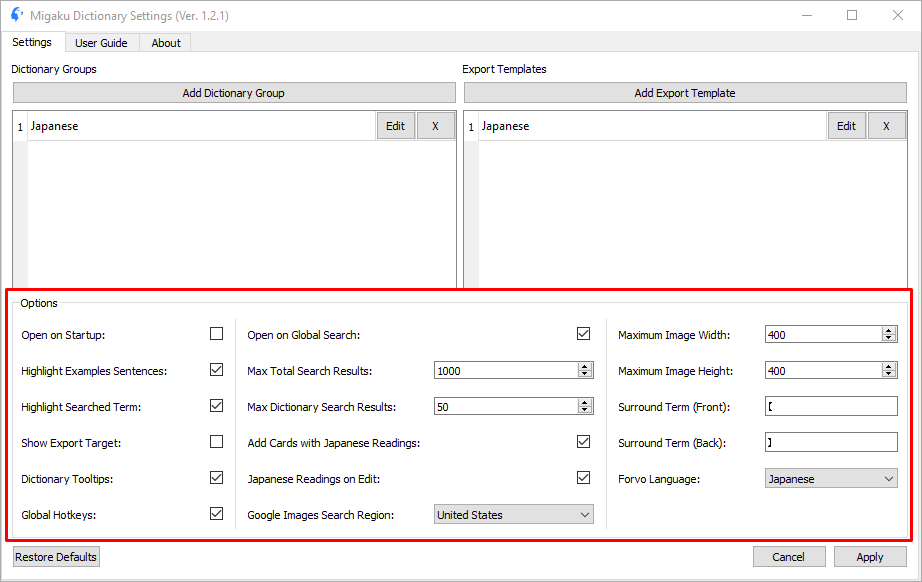 Migaku Dictionary Settings (Ver. 1.2.1)
Settings User Guide About
Dictionary Groups Export Templates
Add Dictionary Group Add Export Template
1 Japanese Edit X 1 Japanese Edit X
Options
Open on Startup: Open on Global Search: Maximum Image Width: 400
Highlight Examples Sentences: Max Total Search Results: 1000 Maximum Image Height: 400
Highlight Searched Term: Max Dictionary Search Results: 50 Surround Term (Front): 【
Show Export Target: Add Cards with Japanese Readings: Surround Term (Back): 】
Dictionary Tooltips: Japanese Readings on Edit: Forvo Language: Japanese
Global Hotkeys: Google Images Search Region: United States
Restore Defaults Cancel Apply